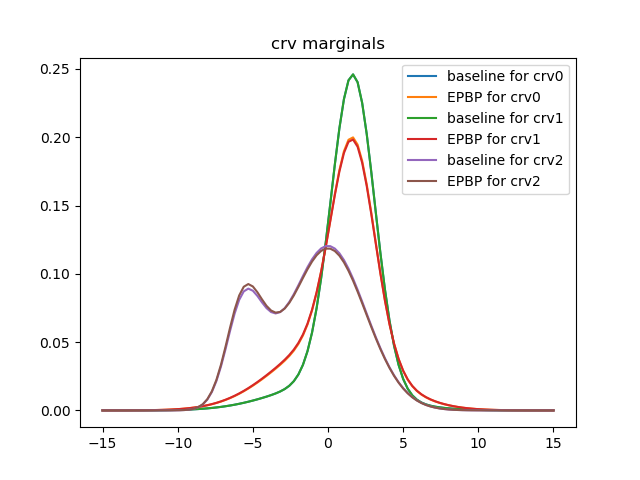 crv marginals
baseline for crv0
EPBP for crv0
baseline for crv1
EPBP for crv1
baseline for crv2
EPBP for crv2
0.25
0.20
0.15
0.10
0.05
0.00
−15
−10
−5
0
5
10
15